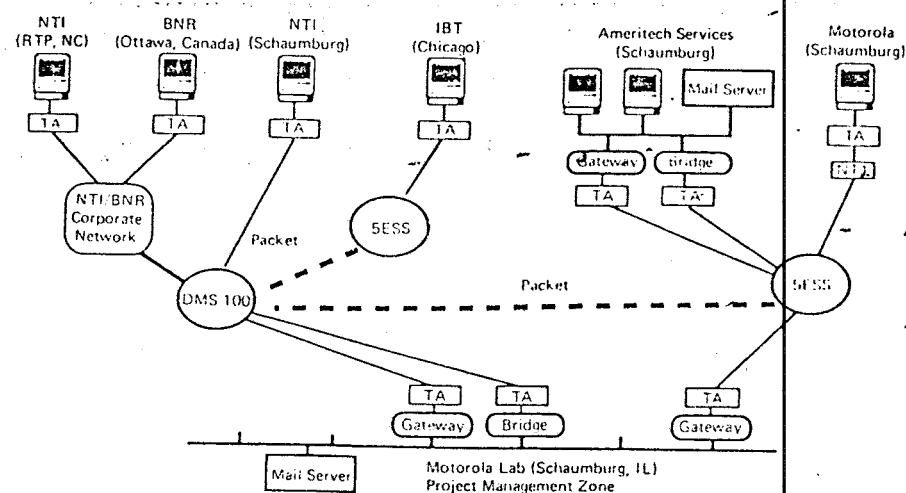 NTI
(RTP, NC)
BNR
(Ottawa, Canada)
NTI
(Schaumburg)
IBT
(Chicago)
Ameritech Services
(Schaumburg)
Motorola
(Schaumburg)
Mail Server
TA
TA
TA
TA
TA
Gateway
Bridge
NT1
TA
TA
NTI/BNR
Corporate
Network
5ESS
Packet
DMS 100
Packet
5ESS
TA
TA
TA
Gateway
Bridge
Gateway
Mail Server
Motorola Lab (Schaumburg, IL)
Project Management Zone